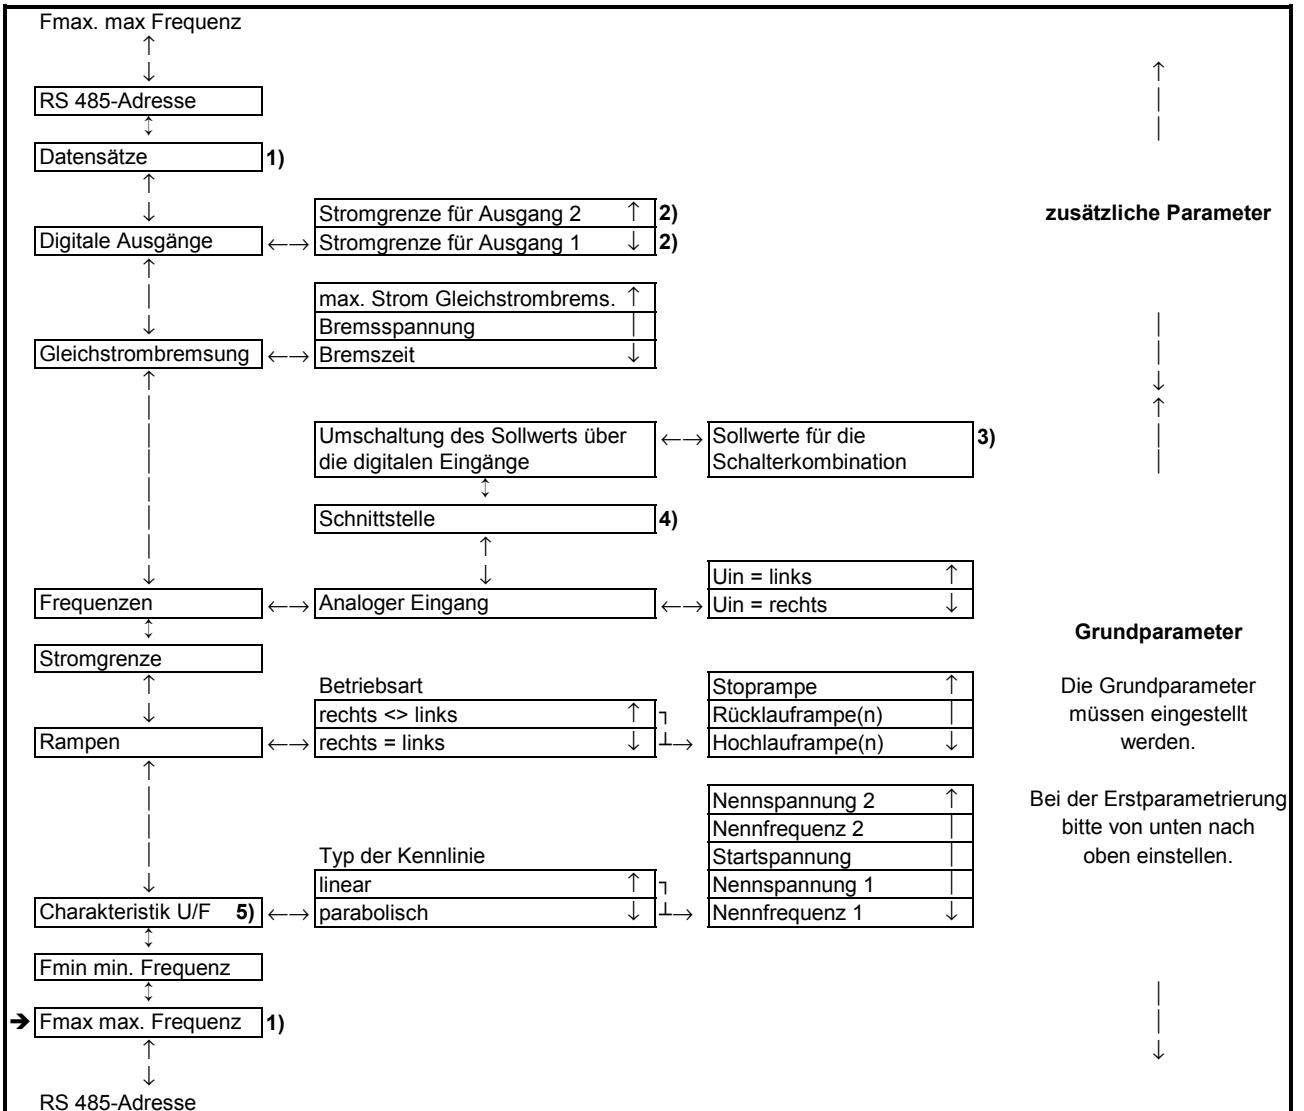 Fmax. max Frequenz
RS 485-Adresse
Datensätze 1)
Stromgrenze für Ausgang 2 ↑ 2)
zusätzliche Parameter
Digitale Ausgänge ←→ Stromgrenze für Ausgang 1 ↓ 2)
max. Strom Gleichstrombrems. ↑
Bremsspannung
Gleichstrombremsung ←→ Bremszeit ↓
Umschaltung des Sollwerts über ←→ Sollwerte für die 3)
die digitalen Eingänge Schalterkombination
Schnittstelle 4)
Uin = links ↑
Frequenzen ←→ Analoger Eingang ←→ Uin = rechts ↓
Grundparameter
Stromgrenze
Betriebsart Stoprampe ↑ Die Grundparameter
rechts <> links ↑ Rücklauframpe(n) müssen eingestellt
Rampen ←→ rechts = links ↓ Hochlauframpe(n) ↓ werden.
Nennspannung 2 ↑ Bei der Erstparametrierung
Nennfrequenz 2 bitte von unten nach
Typ der Kennlinie Startspannung oben einstellen.
linear ↑ Nennspannung 1
Charakteristik U/F 5) ←→ parabolisch ↓ Nennfrequenz 1 ↓
Fmin min. Frequenz
➔ Fmax max. Frequenz 1)
RS 485-Adresse